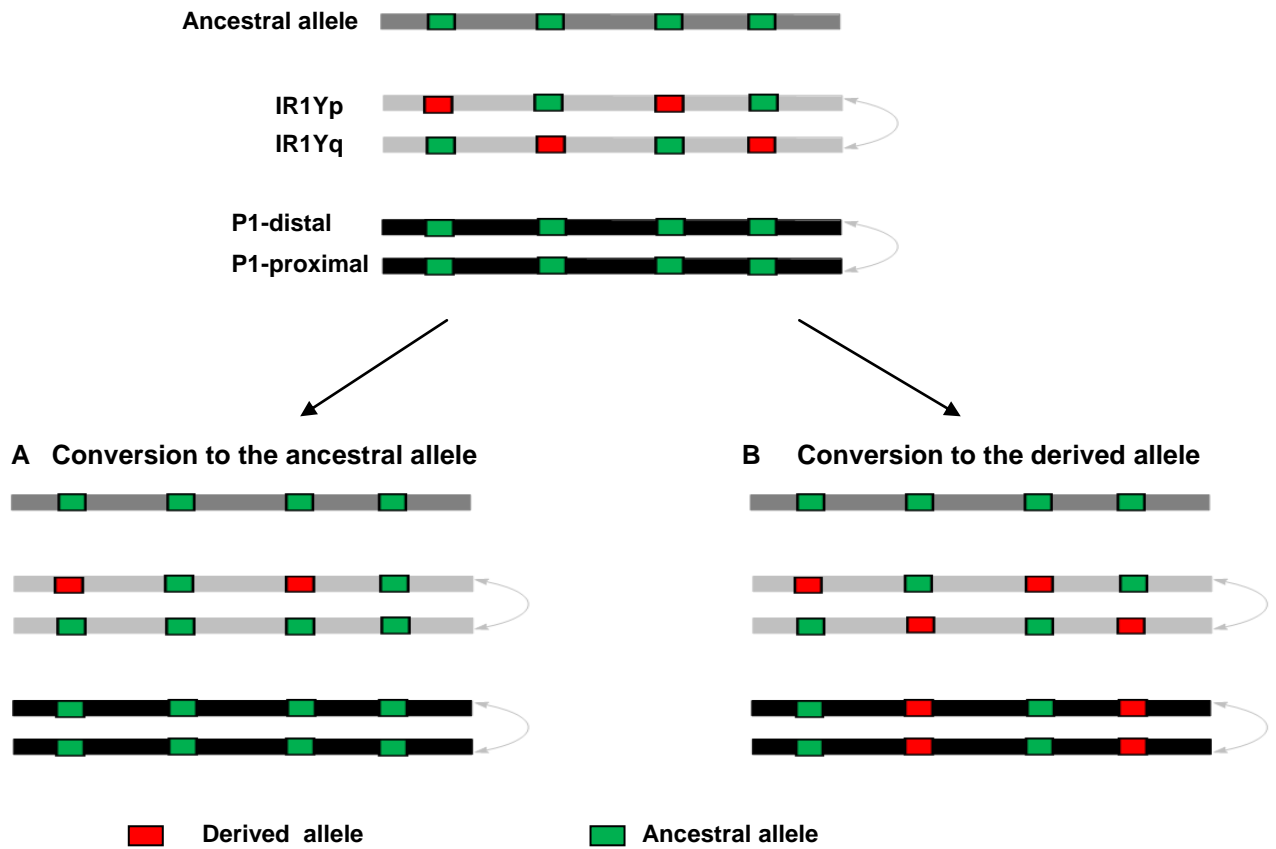 Ancestral allele
IR1Yp
IR1Yq
P1-distal
P1-proximal
A Conversion to the ancestral allele
B Conversion to the derived allele
Derived allele
Ancestral allele